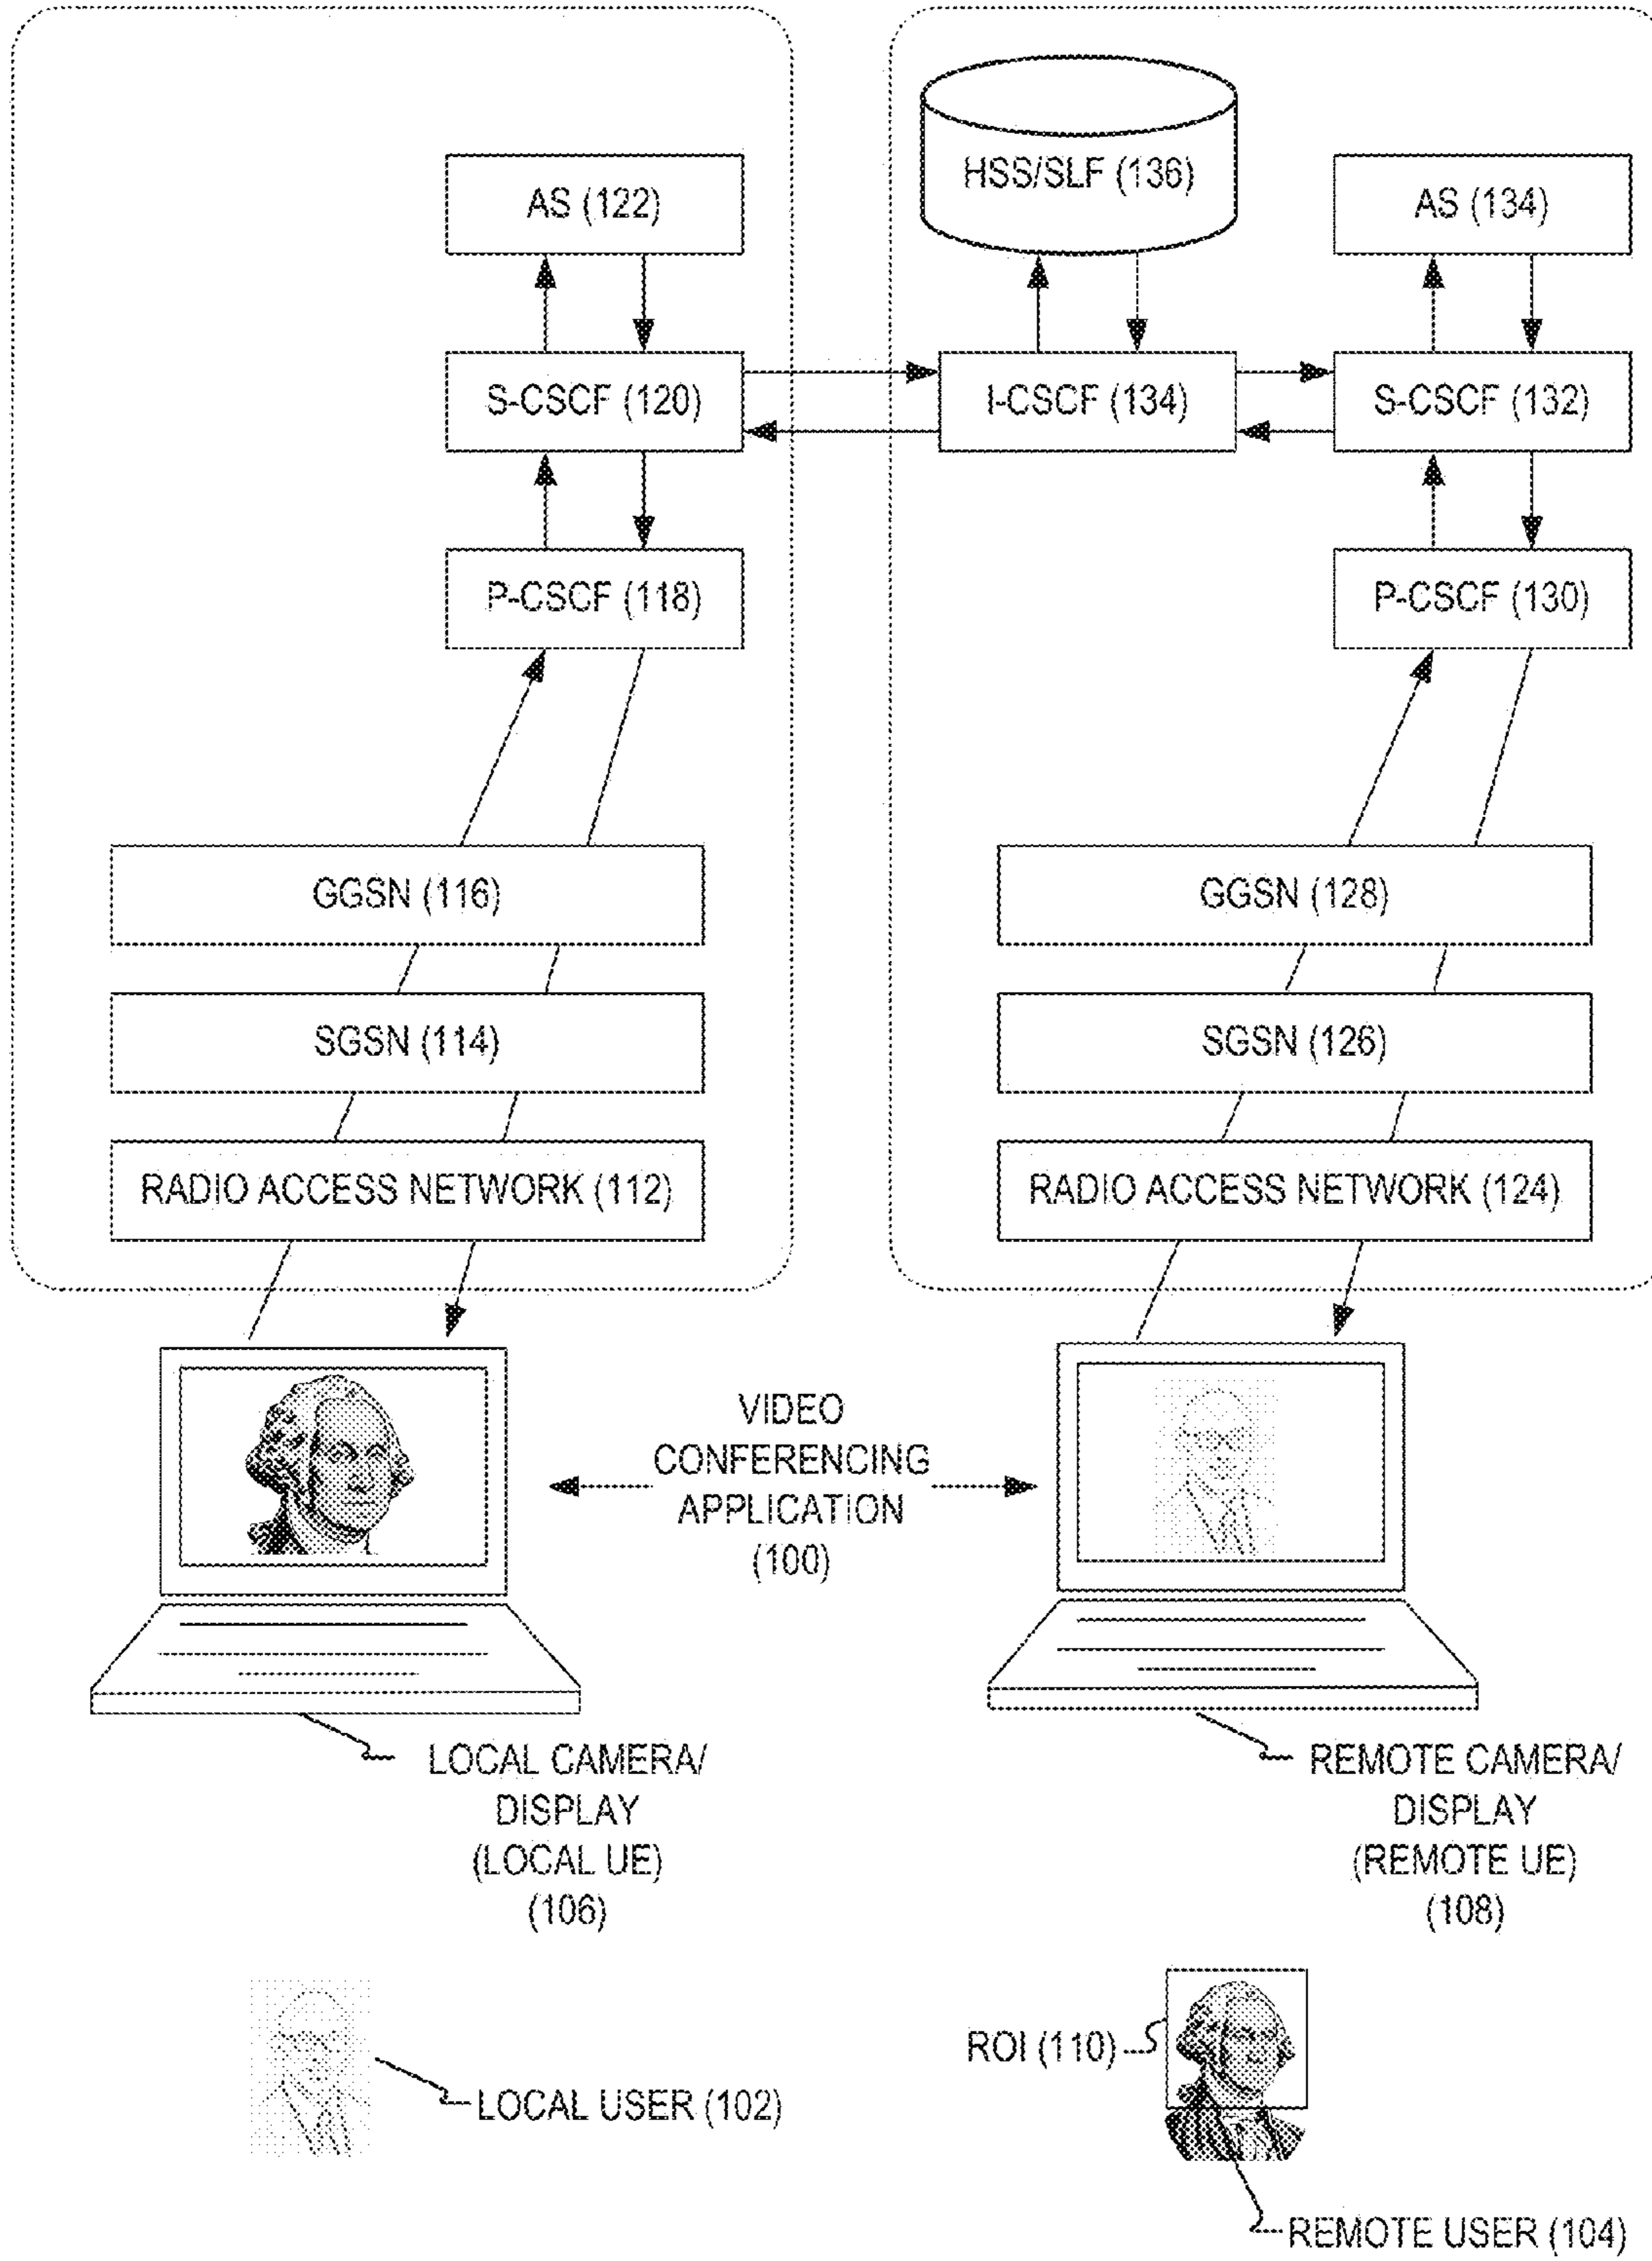 HSS/SLF (136)
AS (122)
AS (134)
S-CSCF (120)
I-CSCF (134)
S-CSCF (132)
P-CSCF (118)
P-CSCF (130)
GGSN (116)
GGSN (128)
SGSN (114)
SGSN (126)
RADIO ACCESS NETWORK (112)
RADIO ACCESS NETWORK (124)
VIDEO
CONFERENCING
APPLICATION
(100)
LOCAL CAMERA/
DISPLAY
(LOCAL UE)
(106)
REMOTE CAMERA/
DISPLAY
(REMOTE UE)
(108)
LOCAL USER (102)
ROI (110)
REMOTE USER (104)